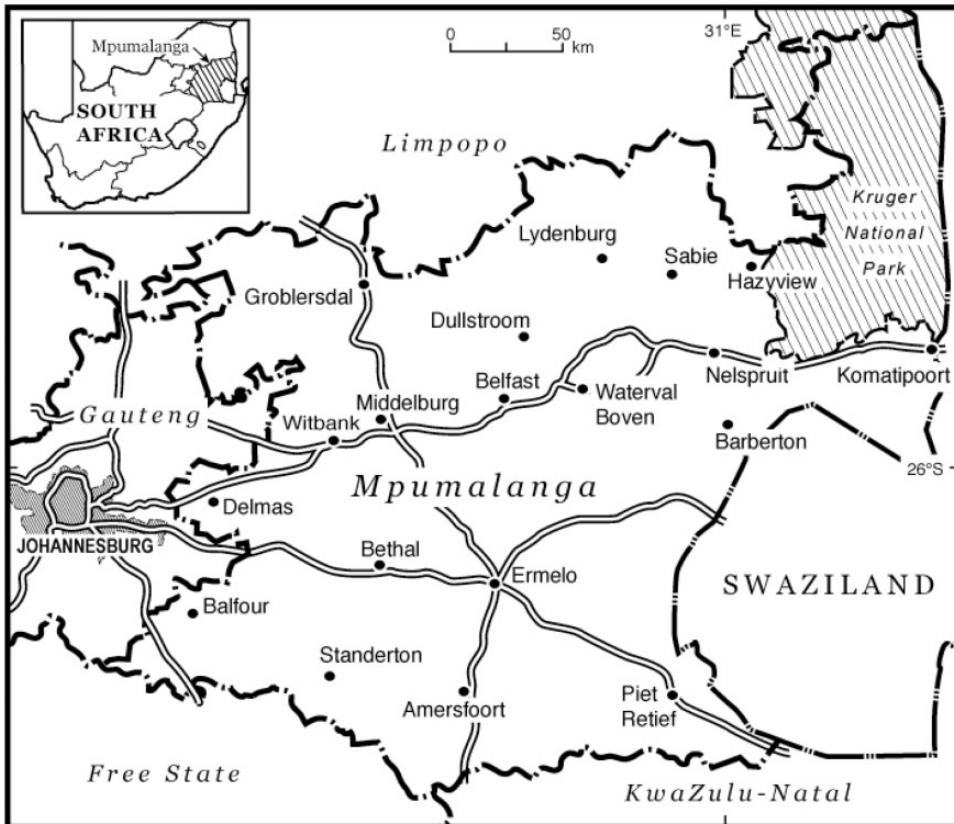 Mpumalanga
SOUTH
AFRICA
0
50
km
31°E
Limpopo
Kruger
National
Park
Lydenburg
Sabie
Hazyview
Groblersdal
Dullstroom
Nelspruit
Komatipoort
Belfast
Waterval
Boven
Middelburg
Gauteng
Witbank
Barberton
26°S
Mpumalanga
Delmas
JOHANNESBURG
Bethal
Ermelo
SWAZILAND
Balfour
Standerton
Amersfoort
Piet
Retief
Free State
KwaZulu-Natal